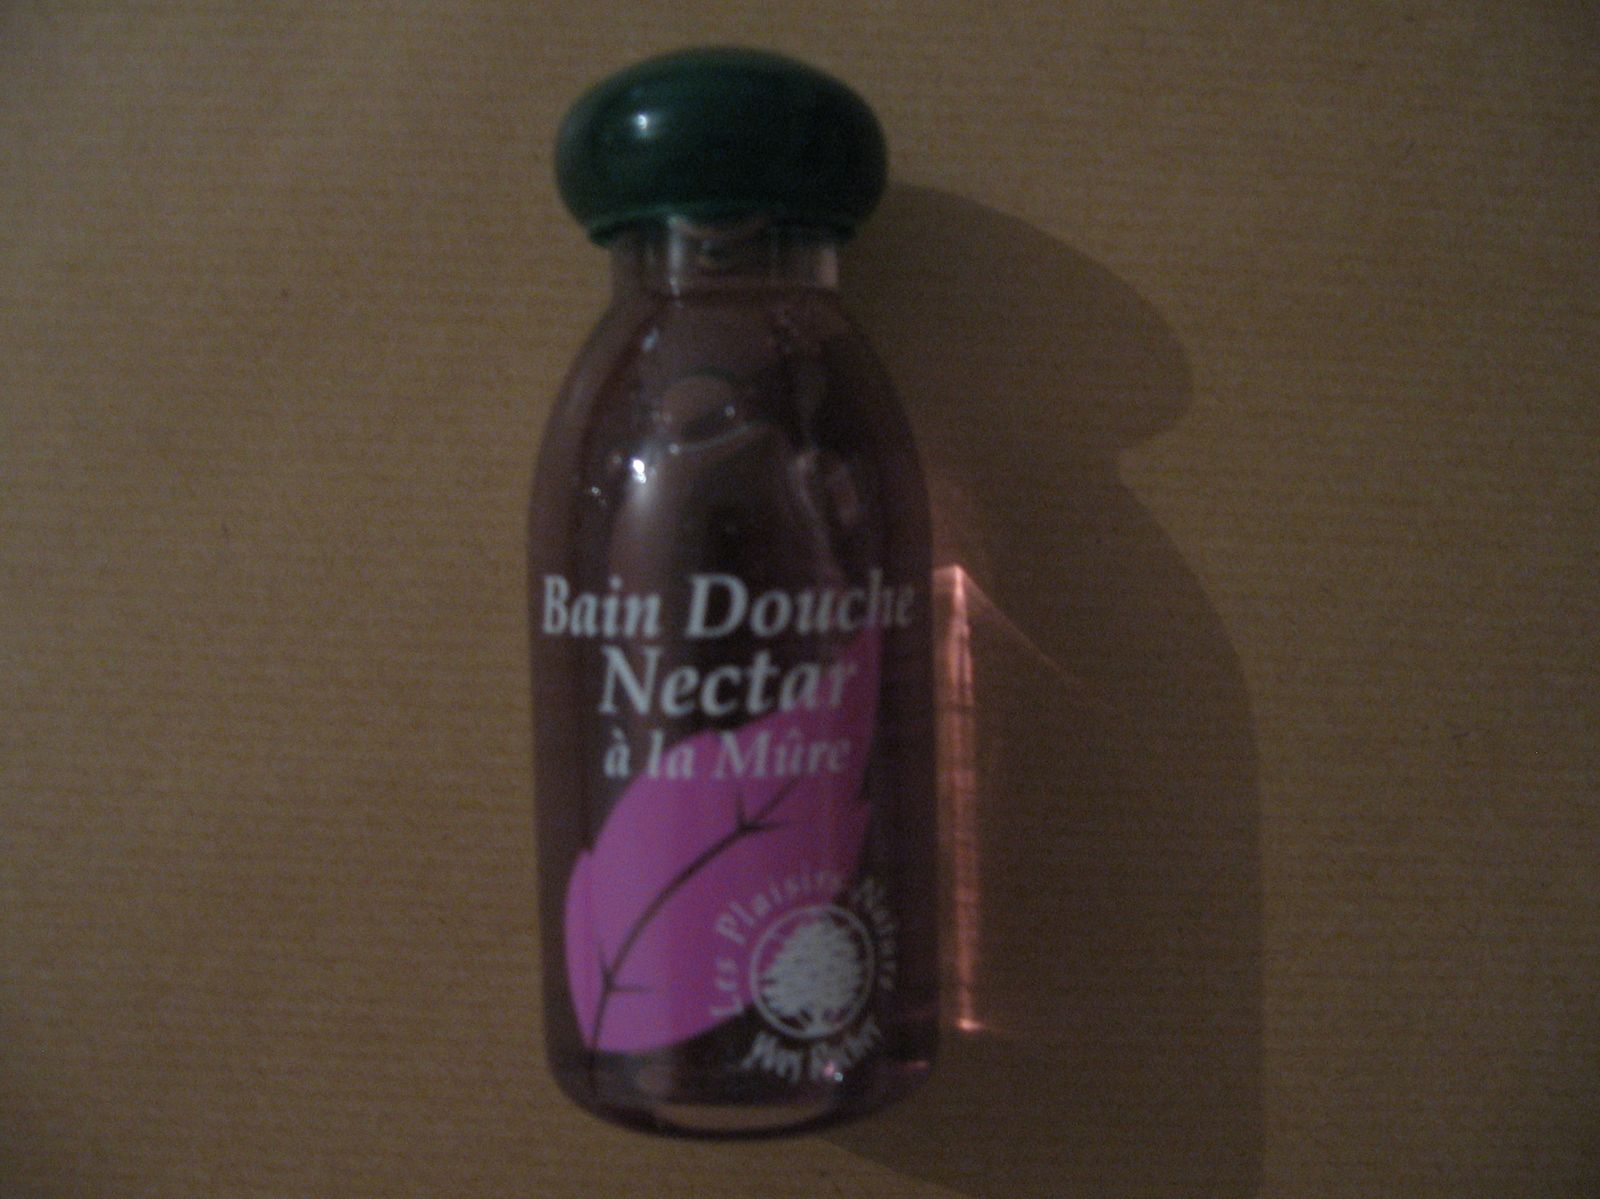 Bain Douche
Nectar
à la Mûre
Les Plaisirs Nature
Yves Rocher